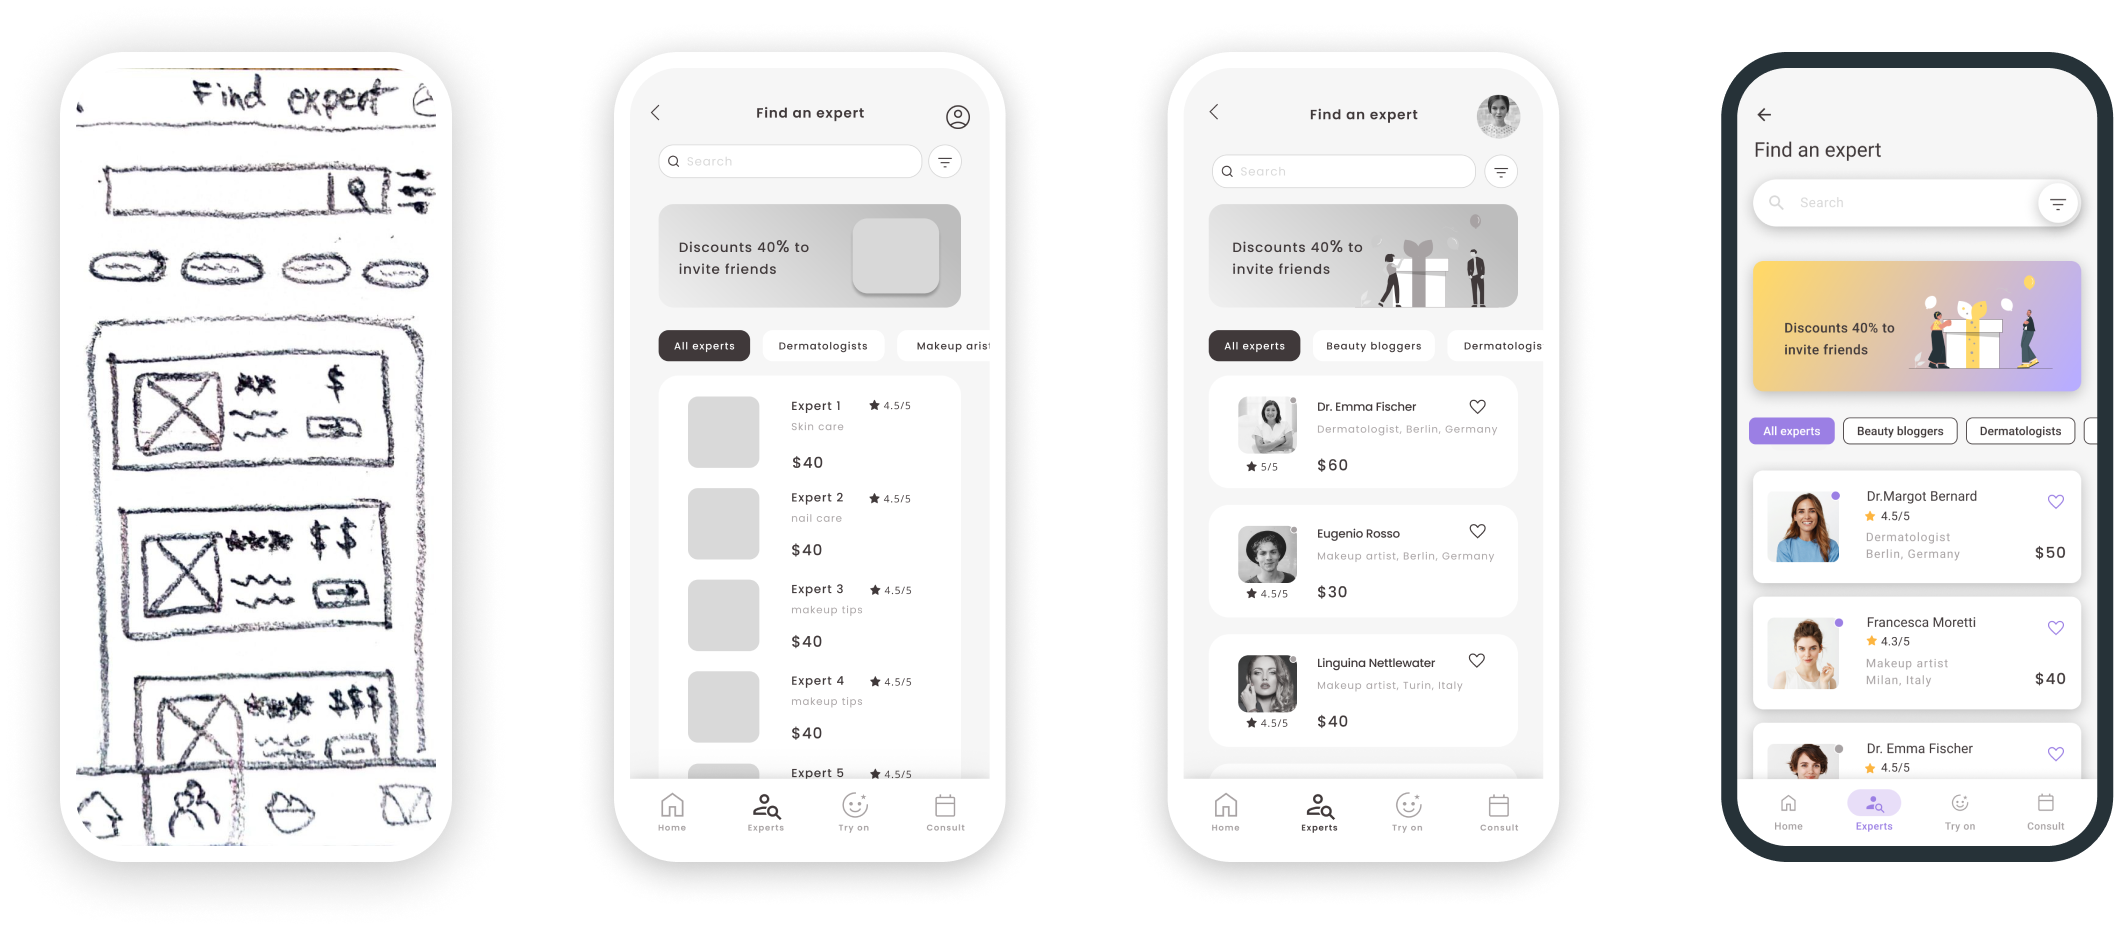 Find expert
$
$$
$$$
Find an expert
Search
Discounts 40% to
invite friends
All experts
Dermatologists
Makeup arist
Expert 1
4.5/5
Skin care
$40
Expert 2
4.5/5
nail care
$40
Expert 3
4.5/5
makeup tips
$40
Expert 4
4.5/5
makeup tips
$40
Expert 5
4.5/5
Home
Experts
Try on
Consult
Find an expert
Search
Discounts 40% to
invite friends
All experts
Beauty bloggers
Dermatologis
Dr. Emma Fischer
Dermatologist, Berlin, Germany
5/5
$60
Eugenio Rosso
Makeup artist, Berlin, Germany
4.5/5
$30
Linguina Nettlewater
Makeup artist, Turin, Italy
4.5/5
$40
Home
Experts
Try on
Consult
Find an expert
Search
Discounts 40% to
invite friends
All experts
Beauty bloggers
Dermatologists
Dr.Margot Bernard
4.5/5
Dermatologist
Berlin, Germany
$50
Francesca Moretti
4.3/5
Makeup artist
Milan, Italy
$40
Dr. Emma Fischer
4.5/5
Home
Experts
Try on
Consult